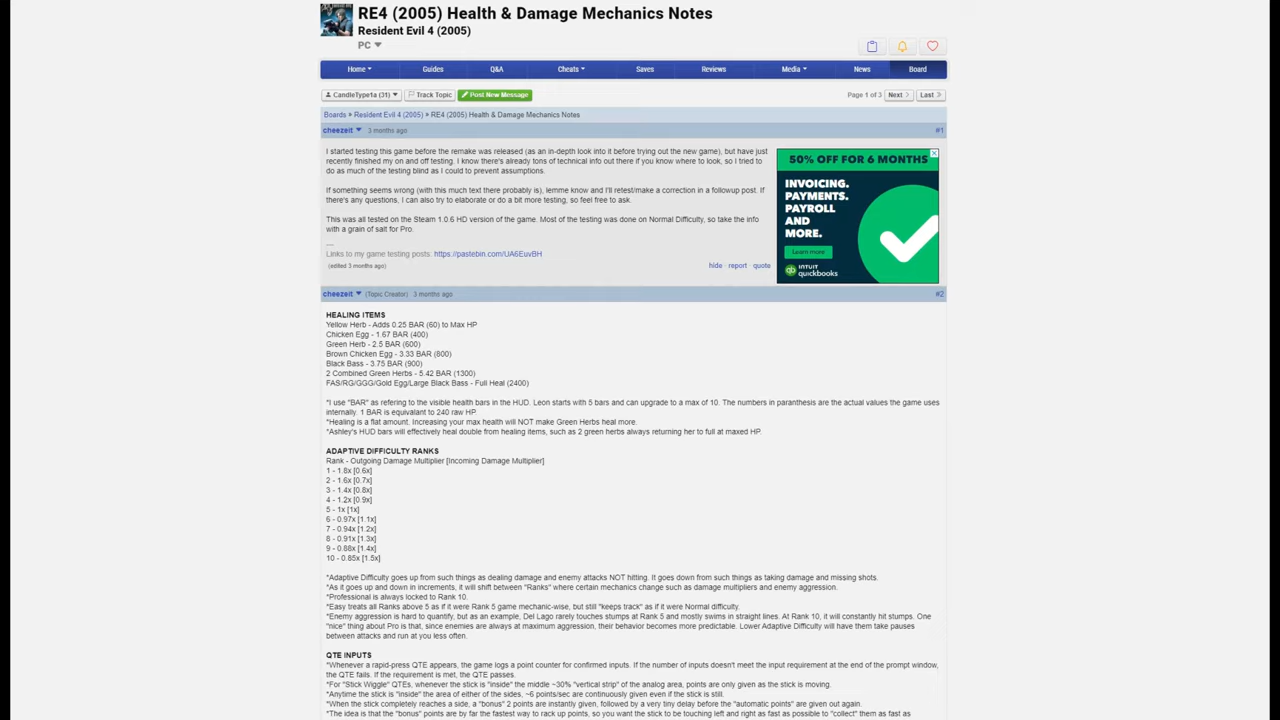 RE4 (2005) Health & Damage Mechanics Notes
Resident Evil 4 (2005)
PC
Home
Guides
Q&A
Cheats
Saves
Reviews
Media
News
Board
CandleType1a (31)
Track Topic
Post New Message
Page 1 of 3
Next
Last
Boards » Resident Evil 4 (2005) » RE4 (2005) Health & Damage Mechanics Notes
cheezeit 3 months ago #1
I started testing this game before the remake was released (as an in-depth look into it before trying out the new game), but have just
recently finished my on and off testing. I know there's already tons of technical info out there if you know where to look, so I tried to
do as much of the testing blind as I could to prevent assumptions.
If something seems wrong (with this much text there probably is), lemme know and I'll retest/make a correction in a followup post. If
there's any questions, I can also try to elaborate or do a bit more testing, so feel free to ask.
This was all tested on the Steam 1.0.6 HD version of the game. Most of the testing was done on Normal Difficulty, so take the info
with a grain of salt for Pro.
---
Links to my game testing posts: https://pastebin.com/UA6EuvBH
(edited 3 months ago)
hide · report · quote
50% OFF FOR 6 MONTHS
INVOICING.
PAYMENTS.
PAYROLL
AND
MORE.
Learn more
INTUIT
quickbooks
cheezeit (Topic Creator) 3 months ago #2
HEALING ITEMS
Yellow Herb - Adds 0.25 BAR (60) to Max HP
Chicken Egg - 1.67 BAR (400)
Green Herb - 2.5 BAR (600)
Brown Chicken Egg - 3.33 BAR (800)
Black Bass - 3.75 BAR (900)
2 Combined Green Herbs - 5.42 BAR (1300)
FAS/RG/GGG/Gold Egg/Large Black Bass - Full Heal (2400)
*I use "BAR" as refering to the visible health bars in the HUD. Leon starts with 5 bars and can upgrade to a max of 10. The numbers in paranthesis are the actual values the game uses
internally. 1 BAR is equivalant to 240 raw HP.
*Healing is a flat amount. Increasing your max health will NOT make Green Herbs heal more.
*Ashley's HUD bars will effectively heal double from healing items, such as 2 green herbs always returning her to full at maxed HP.
ADAPTIVE DIFFICULTY RANKS
Rank - Outgoing Damage Multiplier [Incoming Damage Multiplier]
1 - 1.8x [0.6x]
2 - 1.6x [0.7x]
3 - 1.4x [0.8x]
4 - 1.2x [0.9x]
5 - 1x [1x]
6 - 0.97x [1.1x]
7 - 0.94x [1.2x]
8 - 0.91x [1.3x]
9 - 0.88x [1.4x]
10 - 0.85x [1.5x]
*Adaptive Difficulty goes up from such things as dealing damage and enemy attacks NOT hitting. It goes down from such things as taking damage and missing shots.
*As it goes up and down in increments, it will shift between "Ranks" where certain mechanics change such as damage multipliers and enemy aggression.
*Professional is always locked to Rank 10.
*Easy treats all Ranks above 5 as if it were Rank 5 game mechanic-wise, but still "keeps track" as if it were Normal difficulty.
*Enemy aggression is hard to quantify, but as an example, Del Lago rarely touches stumps at Rank 5 and mostly swims in straight lines. At Rank 10, it will constantly hit stumps. One
"nice" thing about Pro is that, since enemies are always at maximum aggression, their behavior becomes more predictable. Lower Adaptive Difficulty will have them take pauses
between attacks and run at you less often.
QTE INPUTS
*Whenever a rapid-press QTE appears, the game logs a point counter for confirmed inputs. If the number of inputs doesn't meet the input requirement at the end of the prompt window,
the QTE fails. If the requirement is met, the QTE passes.
*For "Stick Wiggle" QTEs, whenever the stick is "inside" the middle ~30% "vertical strip" of the analog area, points are only given as the stick is moving.
*Anytime the stick is "inside" the area of either of the sides, ~6 points/sec are continuously given even if the stick is still.
*When the stick completely reaches a side, a "bonus" 2 points are instantly given, followed by a very tiny delay before the "automatic points" are given out again.
*The idea is that the "bonus" points are by far the fastest way to rack up points, so you want the stick to be touching left and right as fast as possible to "collect" them as fast as